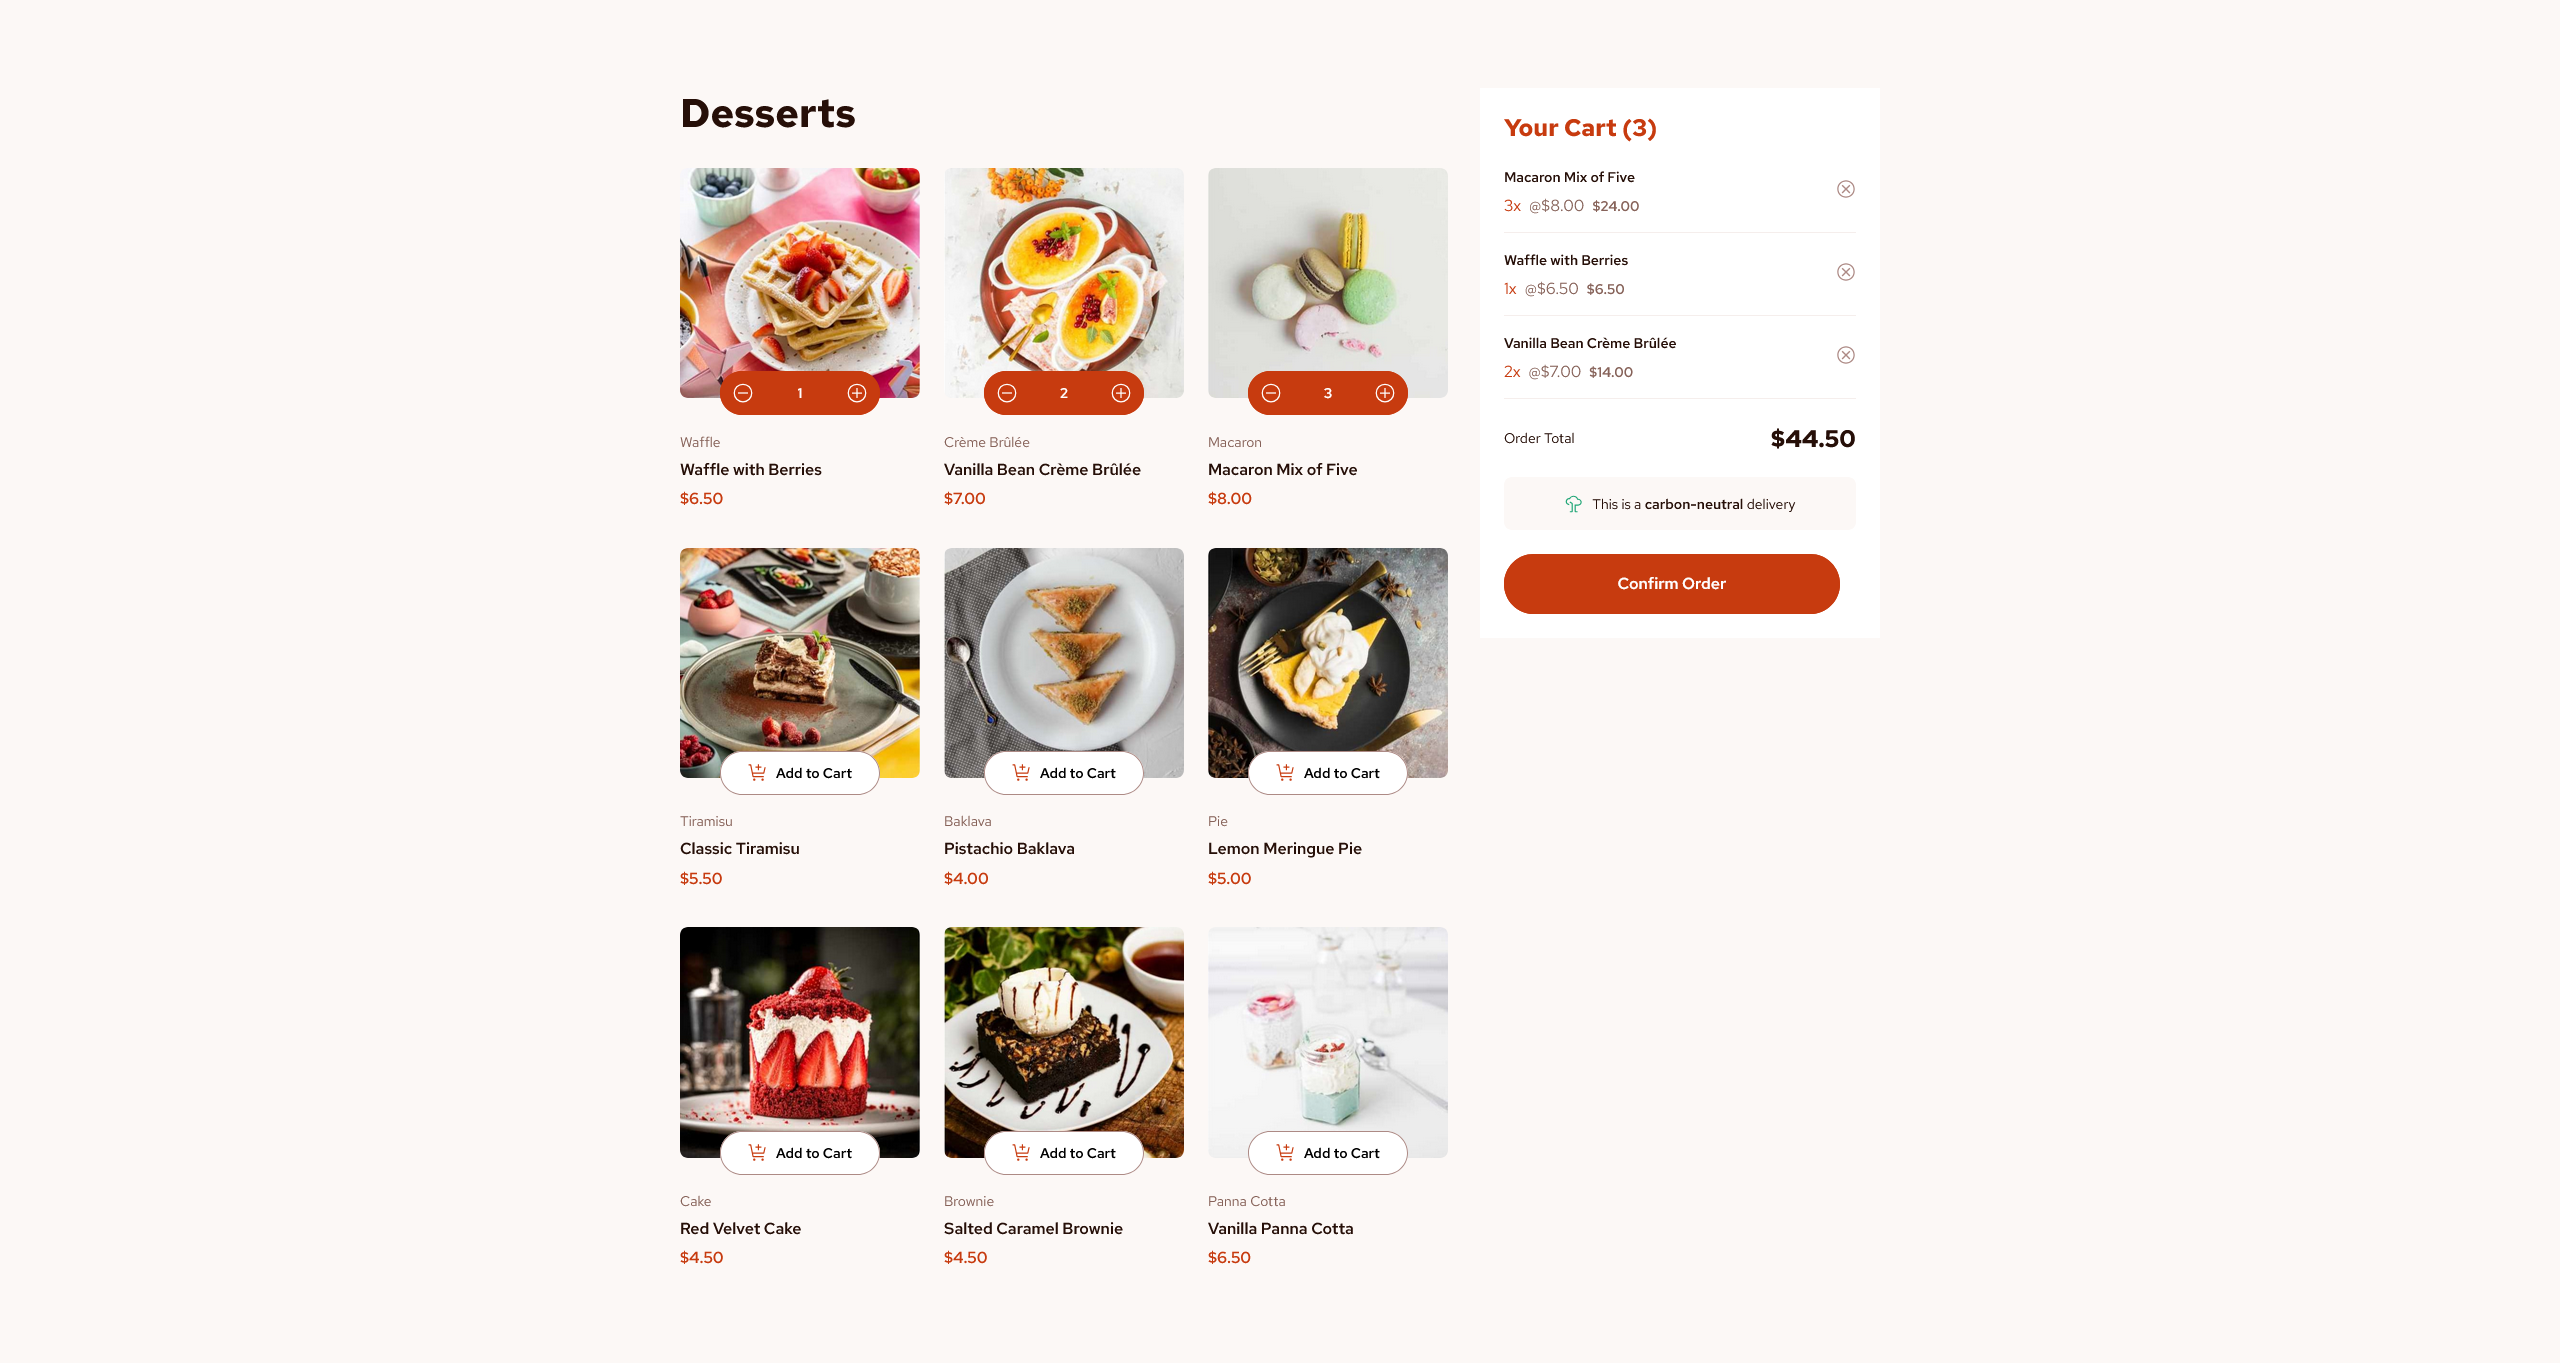 Desserts
1
Waffle
Waffle with Berries
$6.50
2
Crème Brûlée
Vanilla Bean Crème Brûlée
$7.00
3
Macaron
Macaron Mix of Five
$8.00
Add to Cart
Tiramisu
Classic Tiramisu
$5.50
Add to Cart
Baklava
Pistachio Baklava
$4.00
Add to Cart
Pie
Lemon Meringue Pie
$5.00
Add to Cart
Cake
Red Velvet Cake
$4.50
Add to Cart
Brownie
Salted Caramel Brownie
$4.50
Add to Cart
Panna Cotta
Vanilla Panna Cotta
$6.50
Your Cart (3)
Macaron Mix of Five
3x @$8.00 $24.00
Waffle with Berries
1x @$6.50 $6.50
Vanilla Bean Crème Brûlée
2x @$7.00 $14.00
Order Total $44.50
This is a carbon-neutral delivery
Confirm Order